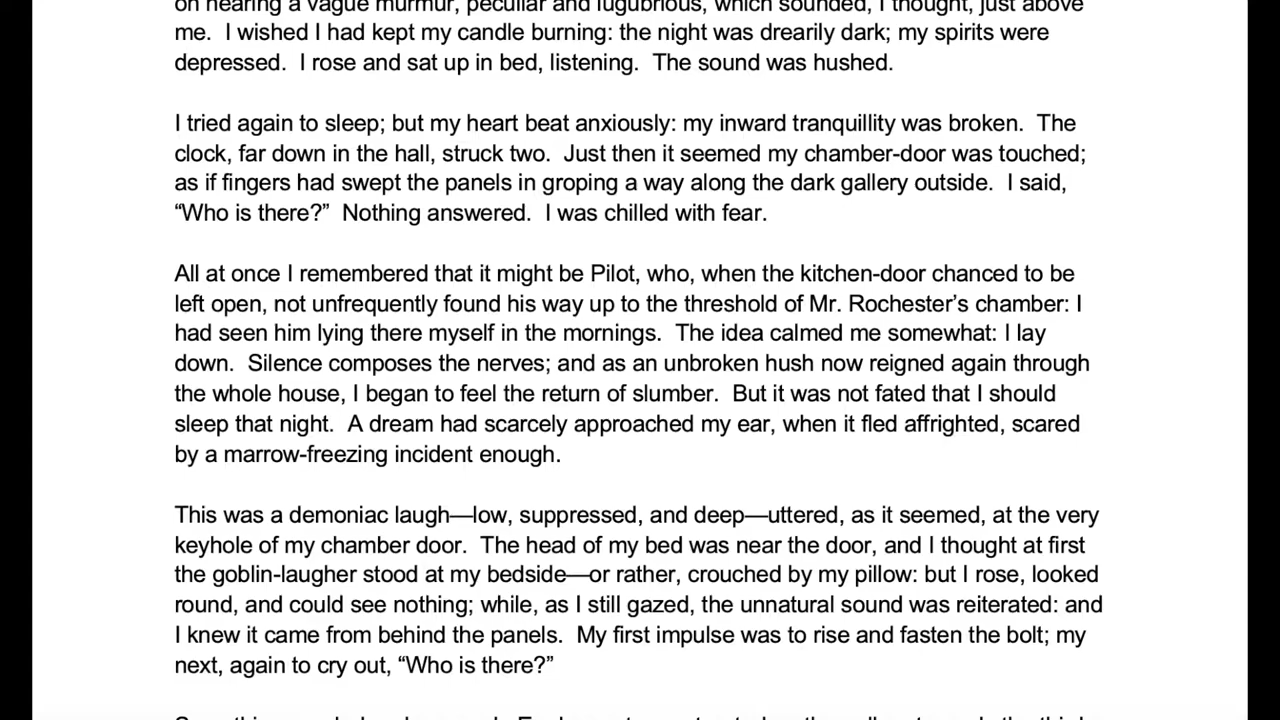 on hearing a vague murmur, peculiar and lugubrious, which sounded, I thought, just above
me.  I wished I had kept my candle burning: the night was drearily dark; my spirits were
depressed.  I rose and sat up in bed, listening.  The sound was hushed.
I tried again to sleep; but my heart beat anxiously: my inward tranquillity was broken.  The
clock, far down in the hall, struck two.  Just then it seemed my chamber-door was touched;
as if fingers had swept the panels in groping a way along the dark gallery outside.  I said,
“Who is there?”  Nothing answered.  I was chilled with fear.
All at once I remembered that it might be Pilot, who, when the kitchen-door chanced to be
left open, not unfrequently found his way up to the threshold of Mr. Rochester’s chamber: I
had seen him lying there myself in the mornings.  The idea calmed me somewhat: I lay
down.  Silence composes the nerves; and as an unbroken hush now reigned again through
the whole house, I began to feel the return of slumber.  But it was not fated that I should
sleep that night.  A dream had scarcely approached my ear, when it fled affrighted, scared
by a marrow-freezing incident enough.
This was a demoniac laugh—low, suppressed, and deep—uttered, as it seemed, at the very
keyhole of my chamber door.  The head of my bed was near the door, and I thought at first
the goblin-laugher stood at my bedside—or rather, crouched by my pillow: but I rose, looked
round, and could see nothing; while, as I still gazed, the unnatural sound was reiterated: and
I knew it came from behind the panels.  My first impulse was to rise and fasten the bolt; my
next, again to cry out, “Who is there?”